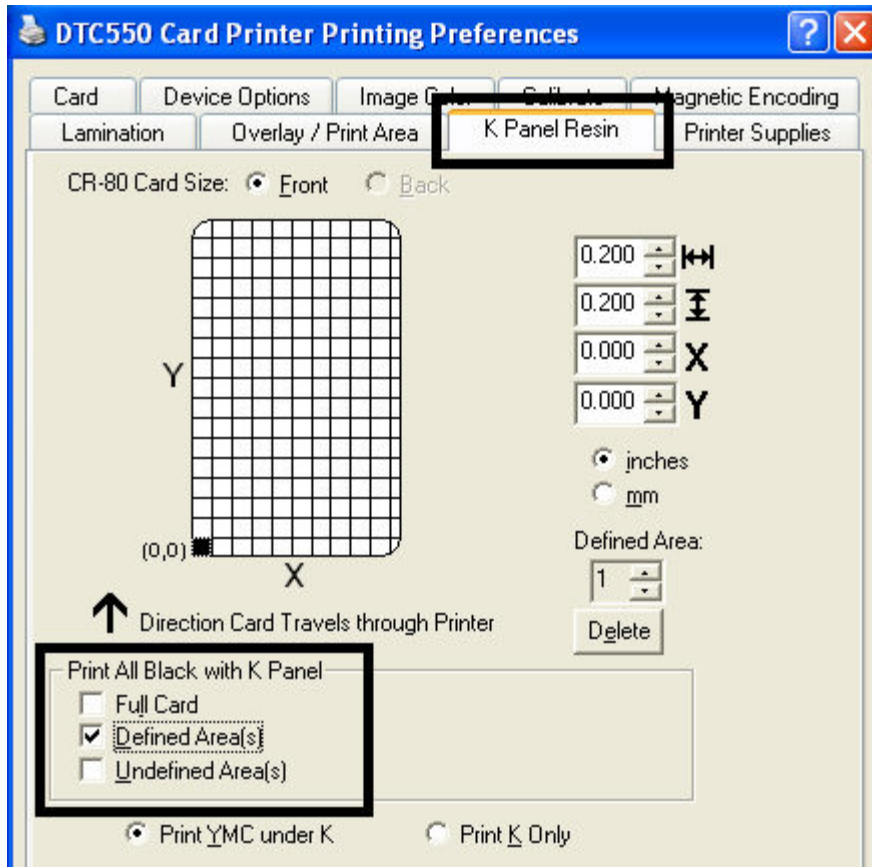 DTC550 Card Printer Printing Preferences
Card Device Options Image Color Calibrate Magnetic Encoding
Lamination Overlay / Print Area K Panel Resin Printer Supplies
CR-80 Card Size: Front Back
0.200
0.200
0.000 X
0.000 Y
Y
inches
mm
(0,0)
X
Defined Area:
1
Direction Card Travels through Printer
Delete
Print All Black with K Panel
Full Card
Defined Area(s)
Undefined Area(s)
Print YMC under K Print K Only